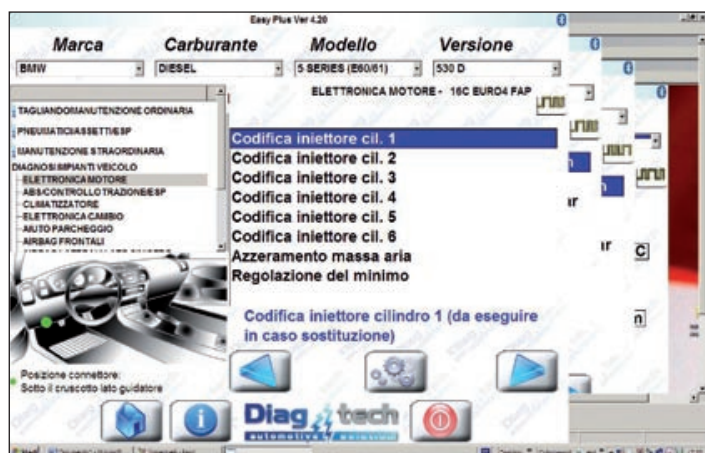 Easy Plus Ver 4.20
Marca Carburante Modello Versione
BMW DIESEL 5 SERIES (E60/61) 530 D
ELETTRONICA MOTORE - 16C EURO4 FAP
TAGLIANDO/MANUTENZIONE ORDINARIA
PNEUMATICI/ASSETTI/ESP
MANUTENZIONE STRAORDINARIA
DIAGNOSI IMPIANTI VEICOLO
ELETTRONICA MOTORE
ABS/CONTROLLO TRAZIONE/ESP
CLIMATIZZATORE
ELETTRONICA CAMBIO
AIUTO PARCHEGGIO
AIRBAG FRONTALI
Codifica iniettore cil. 1
Codifica iniettore cil. 2
Codifica iniettore cil. 3
Codifica iniettore cil. 4
Codifica iniettore cil. 5
Codifica iniettore cil. 6
Azzeramento massa aria
Regolazione del minimo
Codifica iniettore cilindro 1 (da eseguire
in caso sostituzione)
Posizione connettore:
Sotto il cruscotto lato guidatore
Diag tech
automotive
ar
ar
C
n